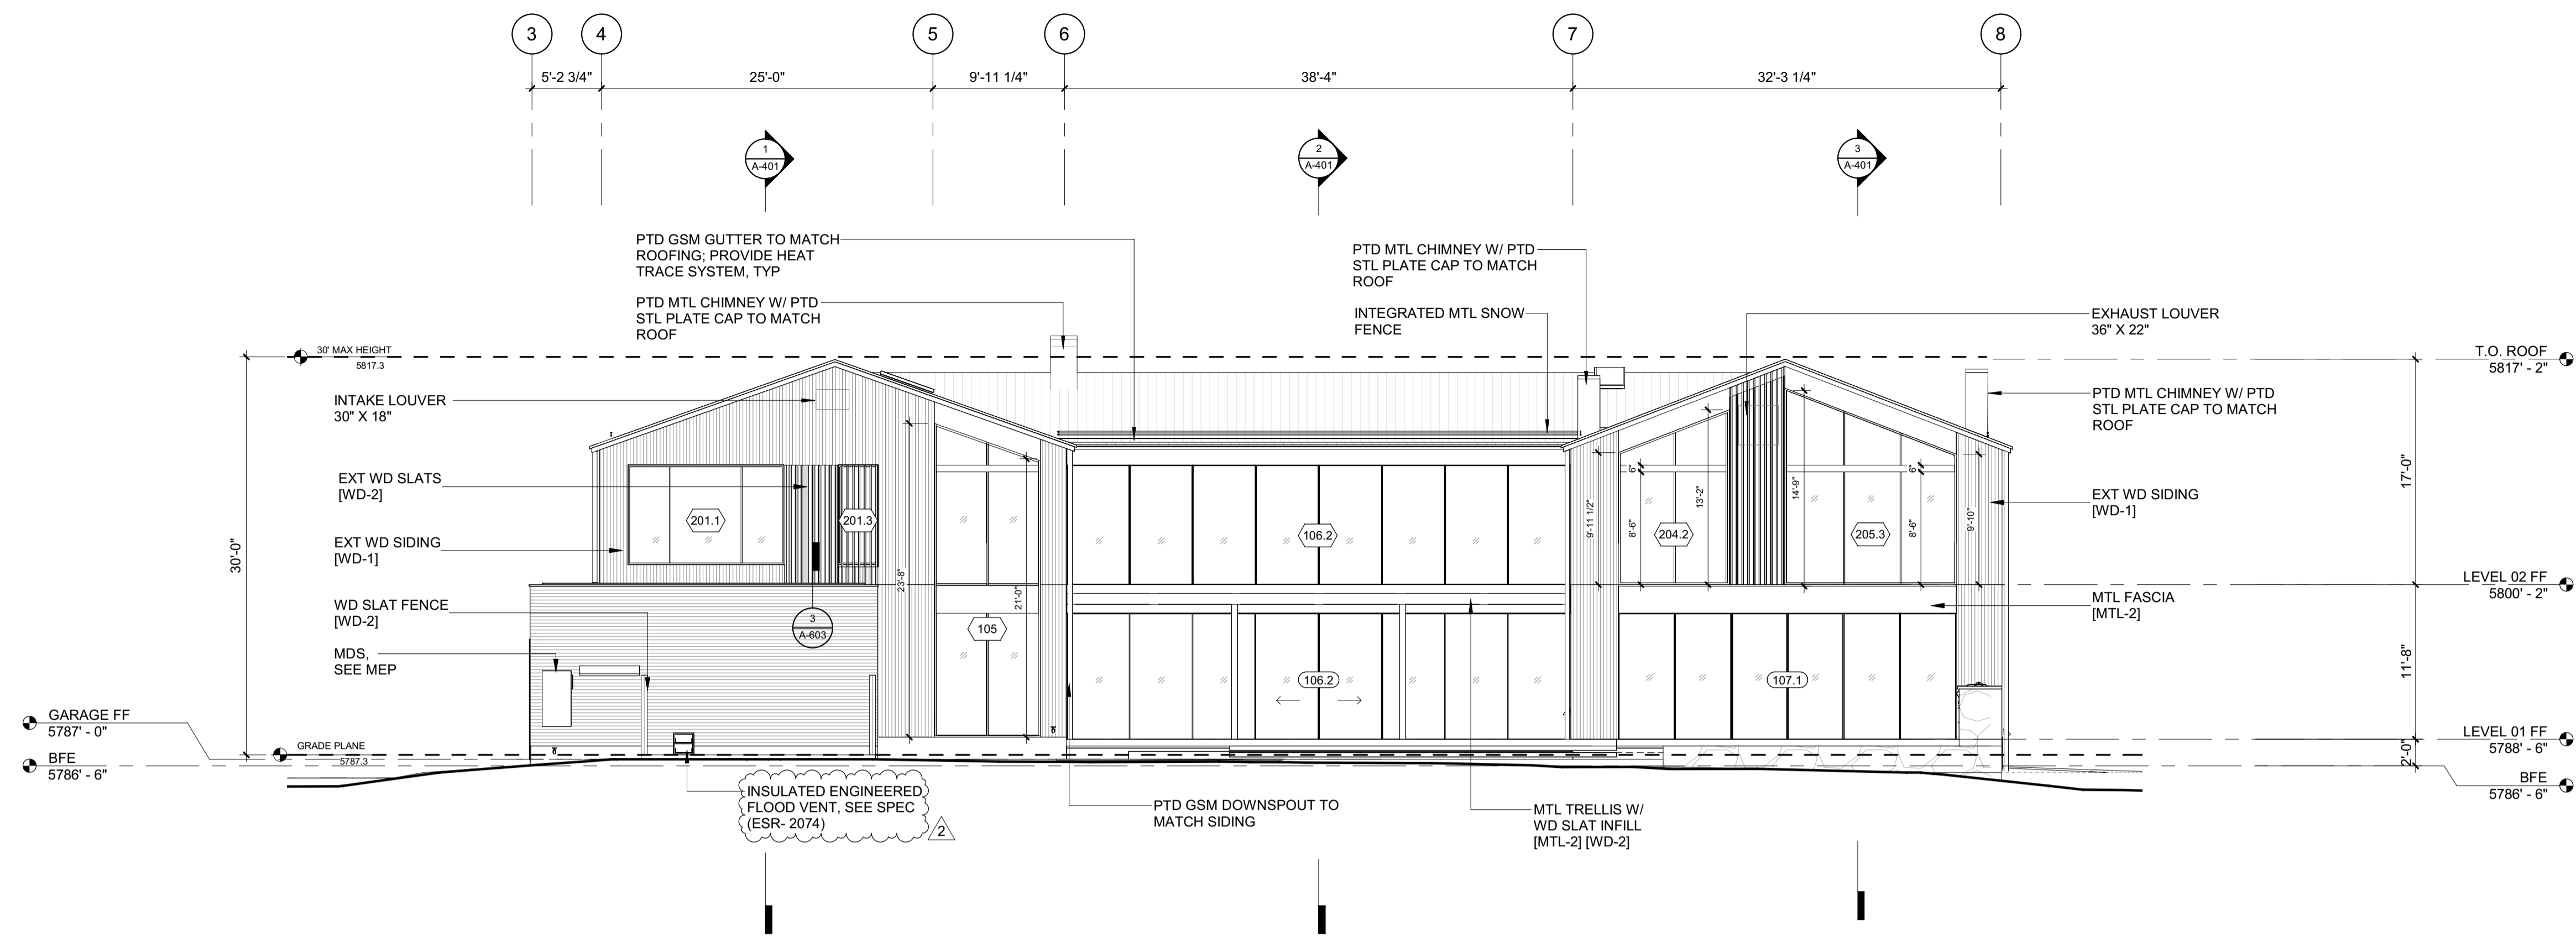 3
4
5
6
7
8
5'-2 3/4"
25'-0"
9'-11 1/4"
38'-4"
32'-3 1/4"
1
A-401
2
A-401
3
A-401
PTD GSM GUTTER TO MATCH
ROOFING; PROVIDE HEAT
TRACE SYSTEM, TYP
PTD MTL CHIMNEY W/ PTD
STL PLATE CAP TO MATCH
ROOF
PTD MTL CHIMNEY W/ PTD
STL PLATE CAP TO MATCH
ROOF
INTEGRATED MTL SNOW
FENCE
EXHAUST LOUVER
36" X 22"
30' MAX HEIGHT
5817.3
T.O. ROOF
5817' - 2"
INTAKE LOUVER
30" X 18"
PTD MTL CHIMNEY W/ PTD
STL PLATE CAP TO MATCH
ROOF
EXT WD SLATS
[WD-2]
EXT WD SIDING
[WD-1]
WD SLAT FENCE
[WD-2]
MDS,
SEE MEP
30'-0"
201.1
201.3
23'-8"
21'-0"
105
3
A-603
106.2
106.2
9'-11 1/2"
8'-6"
6"
13'-2"
204.2
14'-9"
205.3
8'-6"
6"
9'-10"
107.1
EXT WD SIDING
[WD-1]
17'-0"
LEVEL 02 FF
5800' - 2"
MTL FASCIA
[MTL-2]
11'-8"
GARAGE FF
5787' - 0"
BFE
5786' - 6"
GRADE PLANE
5787.3
LEVEL 01 FF
5788' - 6"
2'-0"
BFE
5786' - 6"
INSULATED ENGINEERED
FLOOD VENT, SEE SPEC
(ESR- 2074)
2
PTD GSM DOWNSPOUT TO
MATCH SIDING
MTL TRELLIS W/
WD SLAT INFILL
[MTL-2] [WD-2]